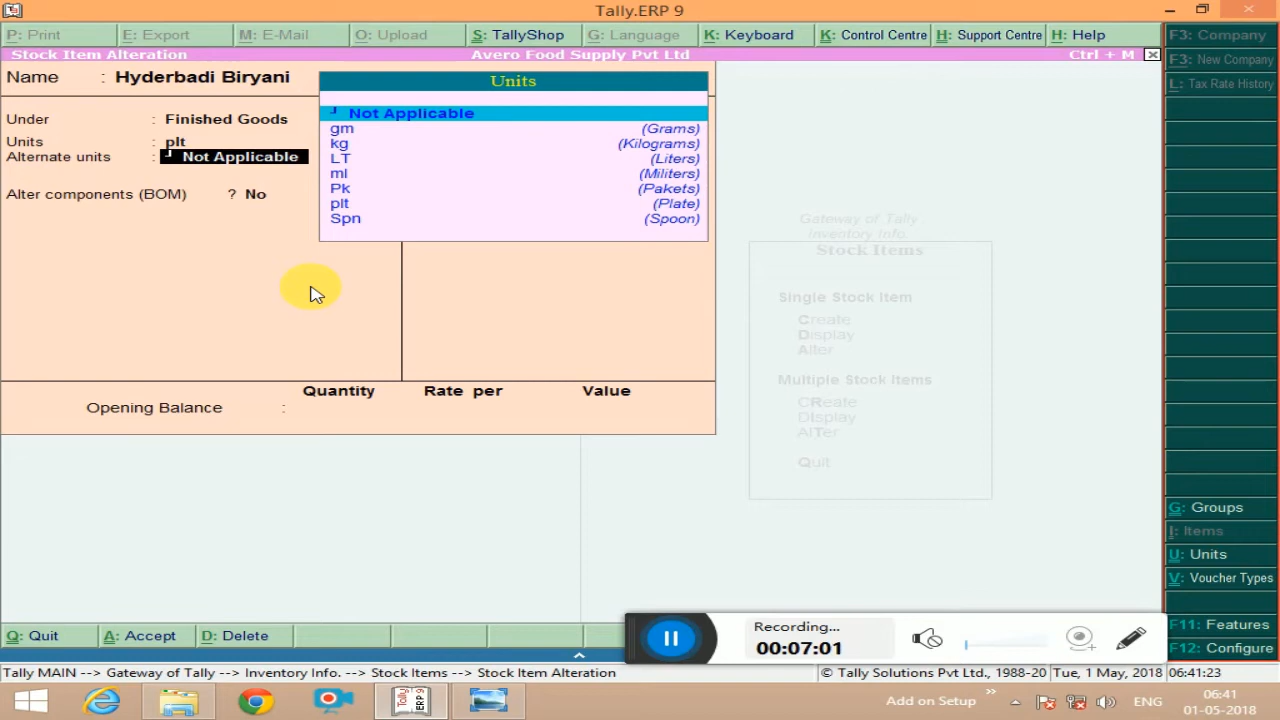 Tally.ERP 9
P: Print E: Export M: E-Mail O: Upload S: TallyShop G: Language K: Keyboard K: Control Centre H: Support Centre H: Help
F3: Company
Stock Item Alteration Avero Food Supply Pvt Ltd Ctrl + M
F3: New Company
L: Tax Rate History
Name : Hyderbadi Biryani
Units
Not Applicable
gm (Grams)
kg (Kilograms)
LT (Liters)
ml (Militers)
Pk (Pakets)
plt (Plate)
Spn (Spoon)
Under : Finished Goods
Units : plt
Alternate units : Not Applicable
Alter components (BOM) ? No
Quantity Rate per Value
Opening Balance :
Gateway of Tally
Inventory Info.
Stock Items
Single Stock Item
Create
Display
Alter
Multiple Stock Items
CReate
DIsplay
AlTer
Quit
G: Groups
I: Items
U: Units
V: Voucher Types
F11: Features
F12: Configure
Q: Quit A: Accept D: Delete
Recording...
00:07:01
Tally MAIN --> Gateway of Tally --> Inventory Info. --> Stock Items --> Stock Item Alteration © Tally Solutions Pvt Ltd., 1988-20 Tue, 1 May, 2018 06:41:23
Tally ERP 9
Add on Setup ENG 06:41
01-05-2018